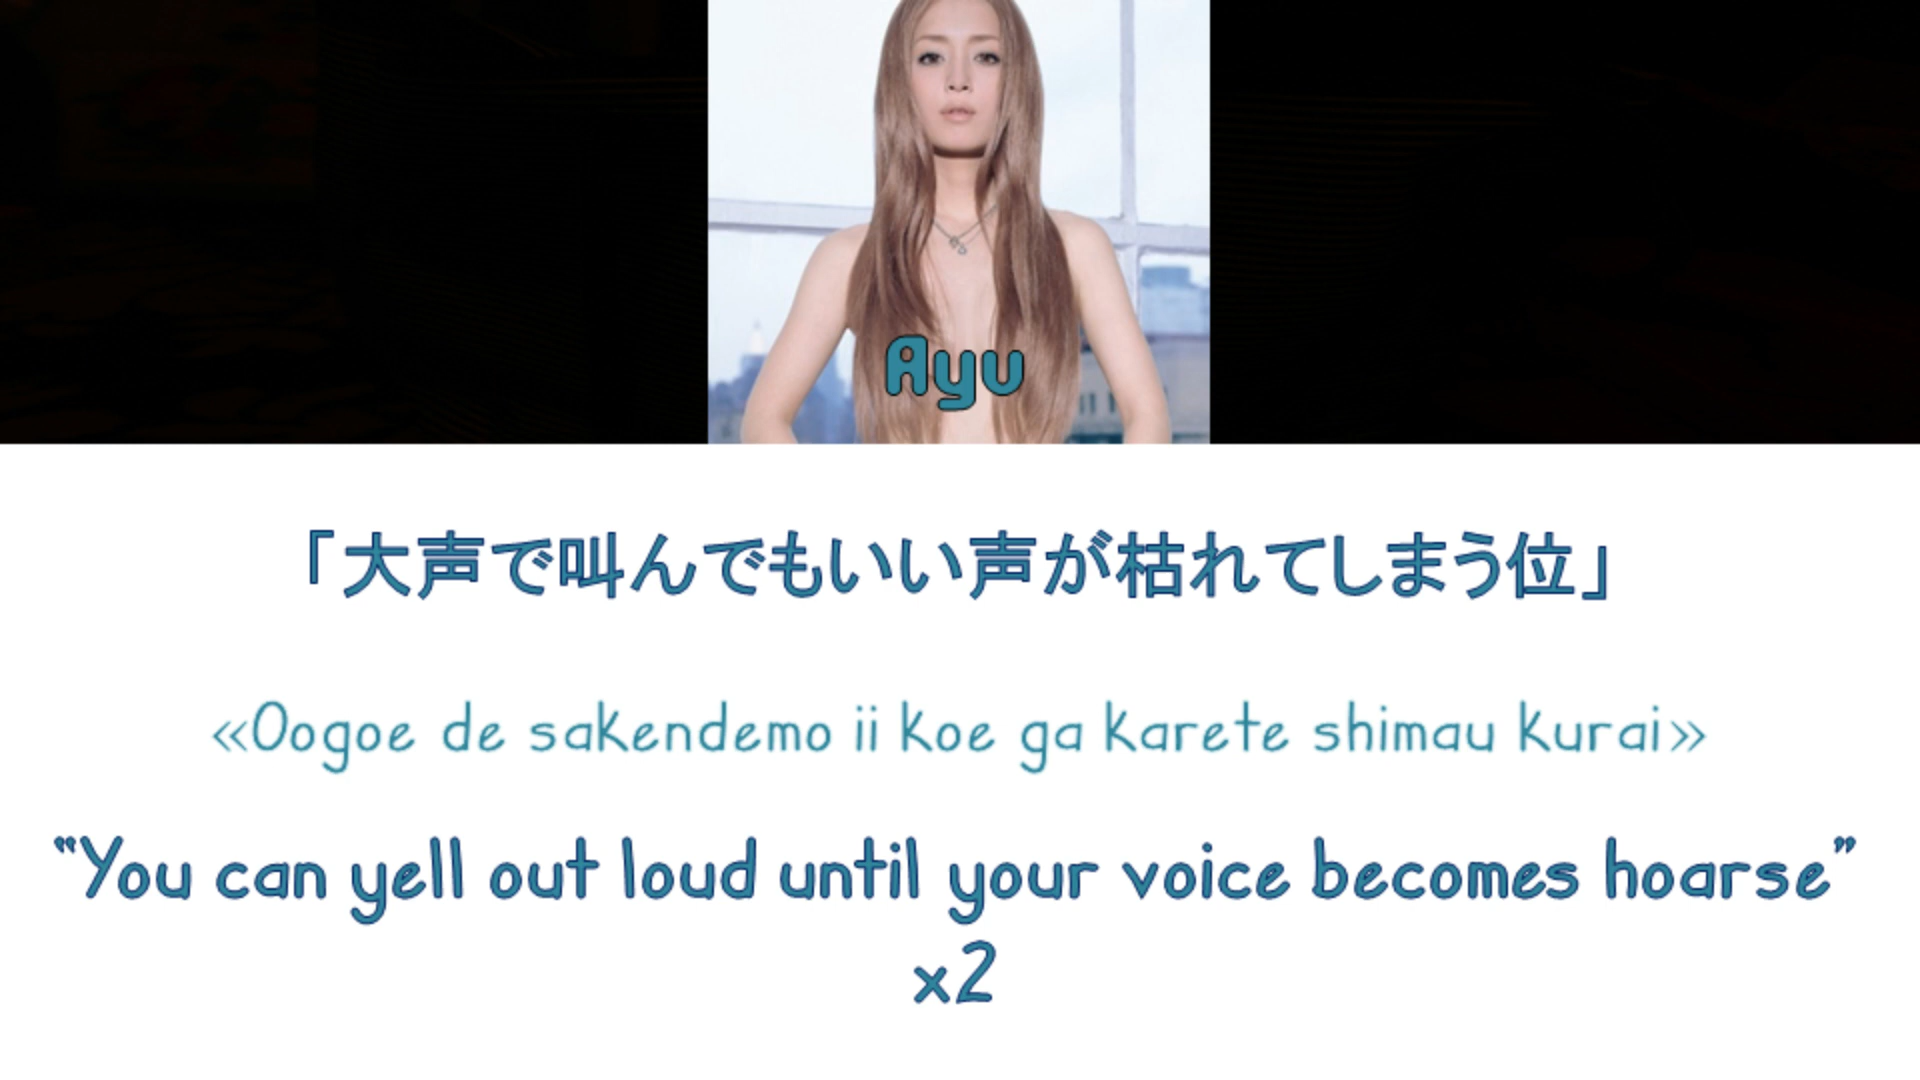 Ayu
「大声で叫んでもいい声が枯れてしまう位」
«Oogoe de sakendemo ii koe ga karete shimau kurai»
“You can yell out loud until your voice becomes hoarse”
x2